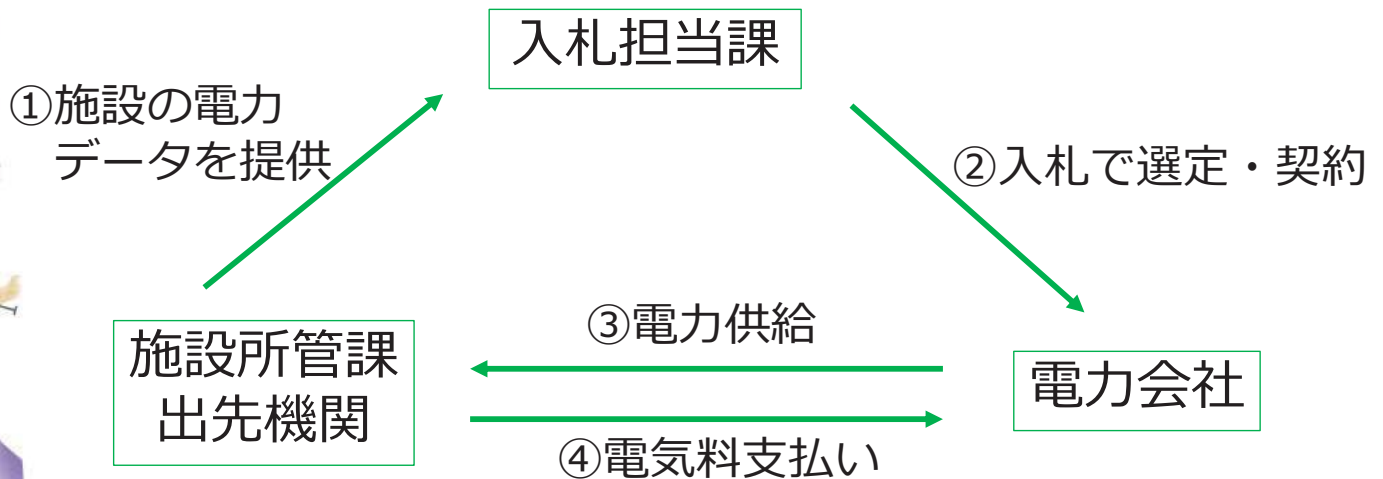 入札担当課
①施設の電力
データを提供
②入札で選定・契約
③電力供給
施設所管課
出先機関
電力会社
④電気料支払い